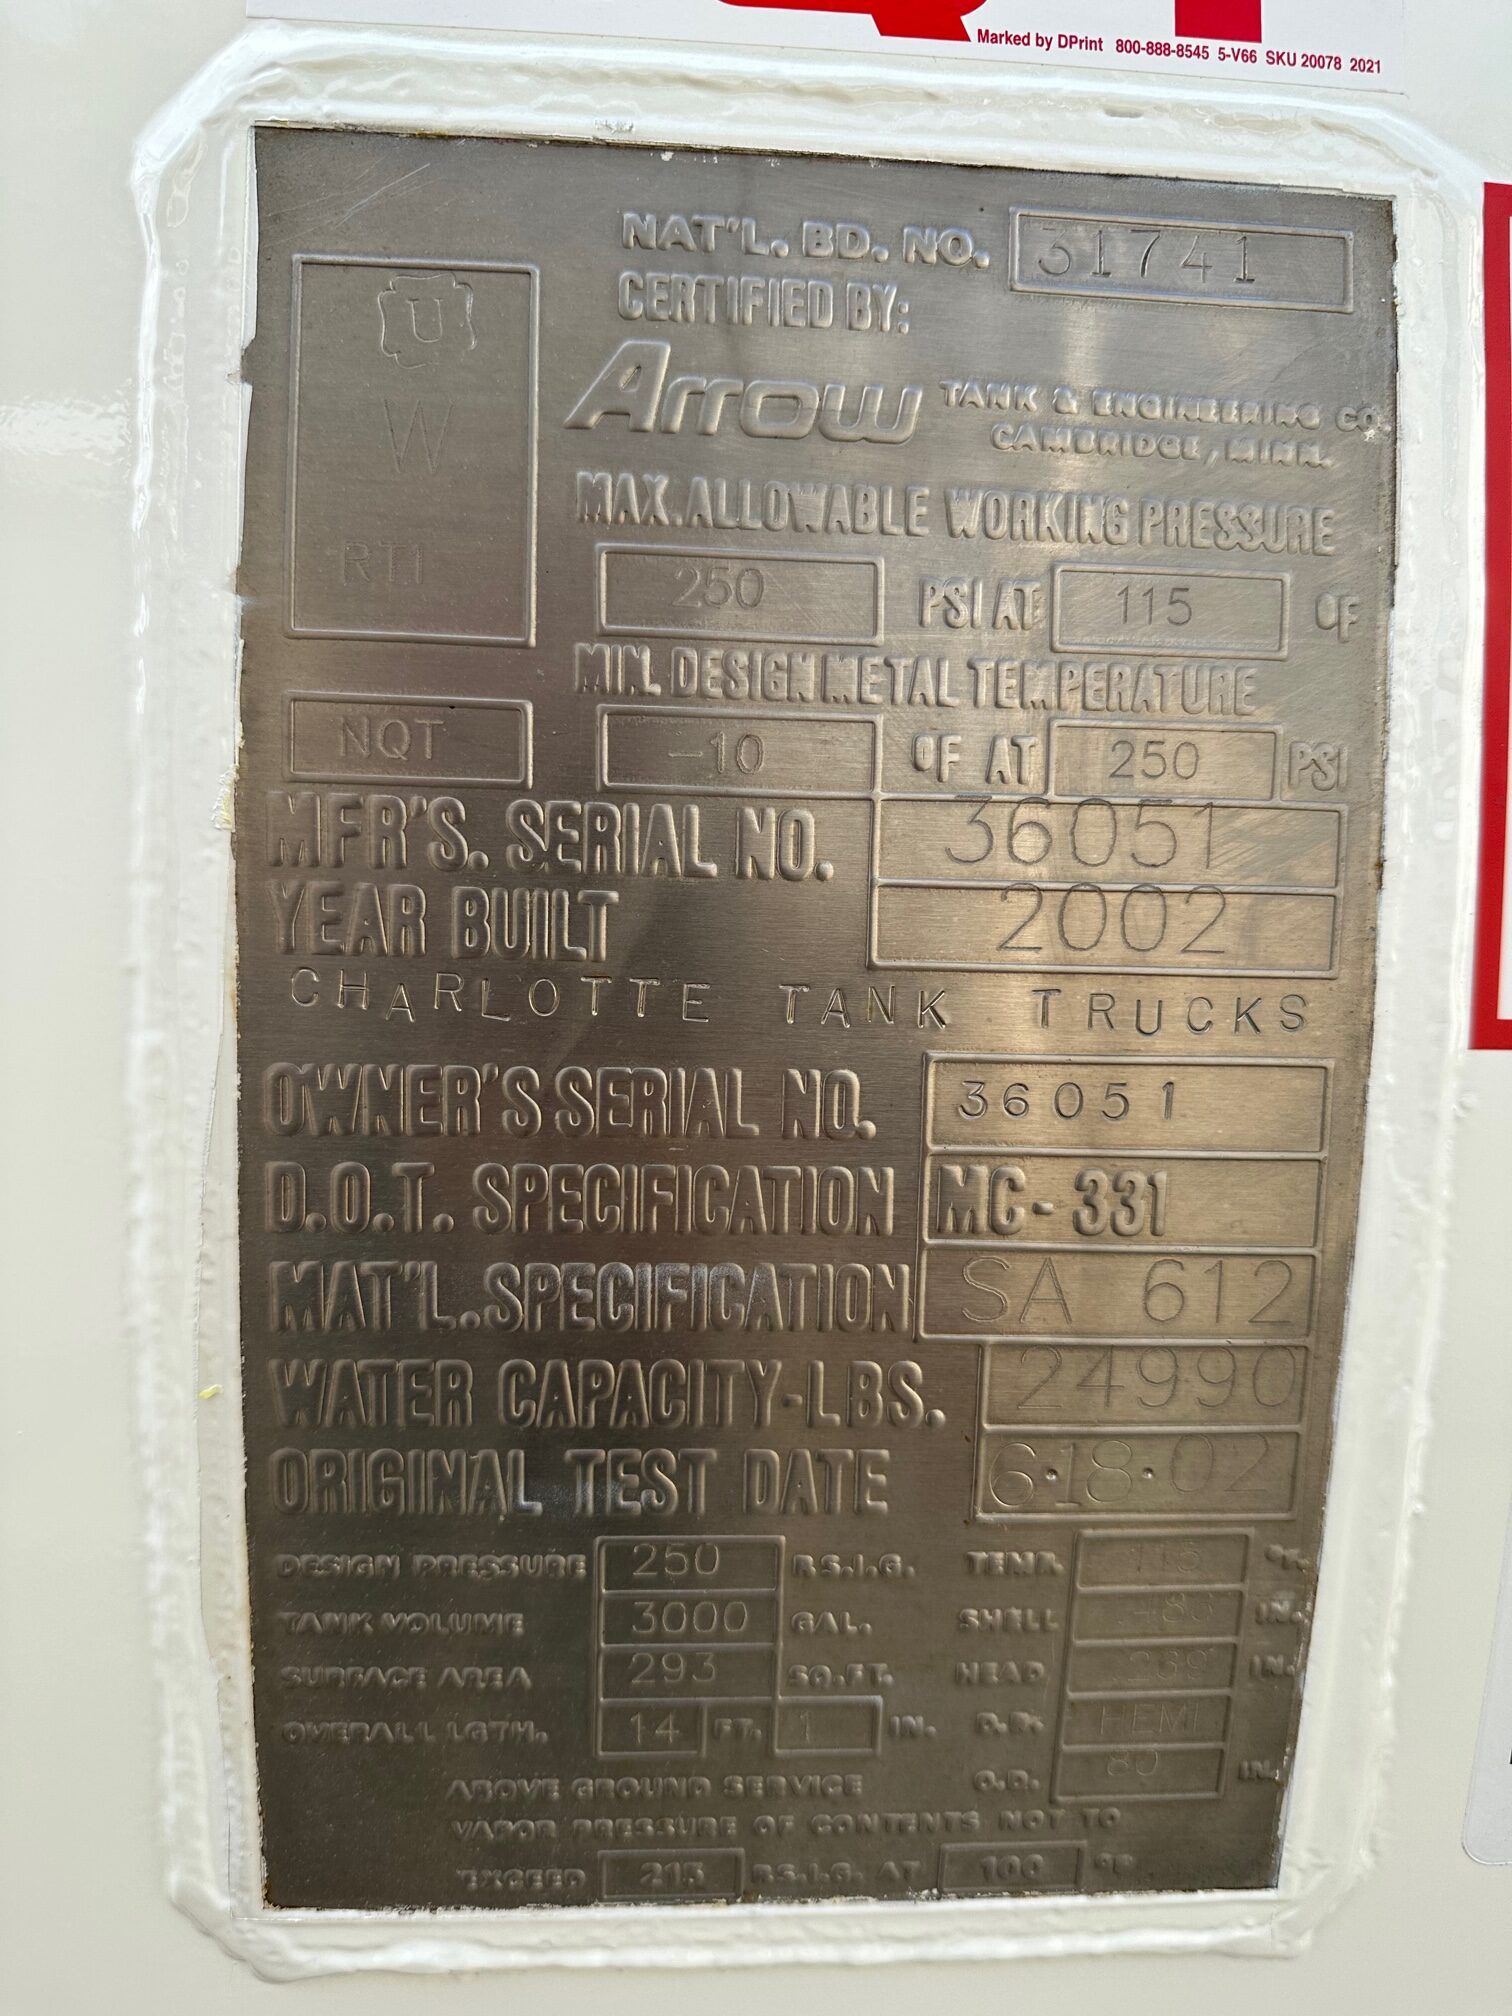 Marked by DPrint 800-888-8545 5-V66 SKU 20078 2021
NAT'L. BD. NO. 31741
CERTIFIED BY:
U
W
RT1
Arrow TANK & ENGINEERING CO.
CAMBRIDGE, MINN.
MAX. ALLOWABLE WORKING PRESSURE
250 PSI AT 115 °F
MIN. DESIGN METAL TEMPERATURE
NQT -10 °F AT 250 PSI
MFR'S. SERIAL NO. 36051
YEAR BUILT 2002
CHARLOTTE TANK TRUCKS
OWNER'S SERIAL NO. 36051
D.O.T. SPECIFICATION MC-331
MAT'L. SPECIFICATION SA 612
WATER CAPACITY-LBS. 24990
ORIGINAL TEST DATE 6·18·02
DESIGN PRESSURE 250 P.S.I.G. TEMP. 115 °F.
TANK VOLUME 3000 GAL. SHELL IN.
SURFACE AREA 293 SQ.FT. HEAD IN.
OVERALL LGTH. 14 FT. 1 IN. D.R. HEMI
O.D. 80 IN.
ABOVE GROUND SERVICE
VAPOR PRESSURE OF CONTENTS NOT TO
EXCEED 215 P.S.I.G. AT 100 °F